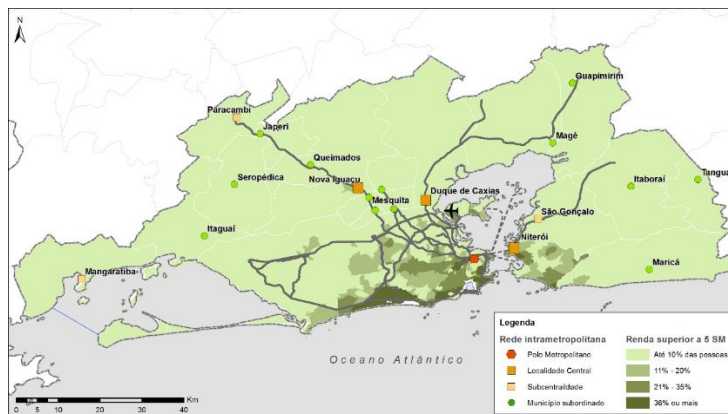 N
Guapimirim
Paracambi
Japeri
Magé
Queimados
Tanguá
Seropédica
Nova Iguaçu
Duque de Caxias
Itaboraí
Mesquita
São Gonçalo
Itaguaí
Niterói
Mangaratiba
Maricá
Oceano Atlântico
Legenda
Rede intrametropolitana
Polo Metropolitano
Localidade Central
Subcentralidade
Município subordinado
Renda superior a 5 SM
Até 10% das pessoas
11% - 20%
21% - 35%
36% ou mais
0 5 10 20 30 40 Km